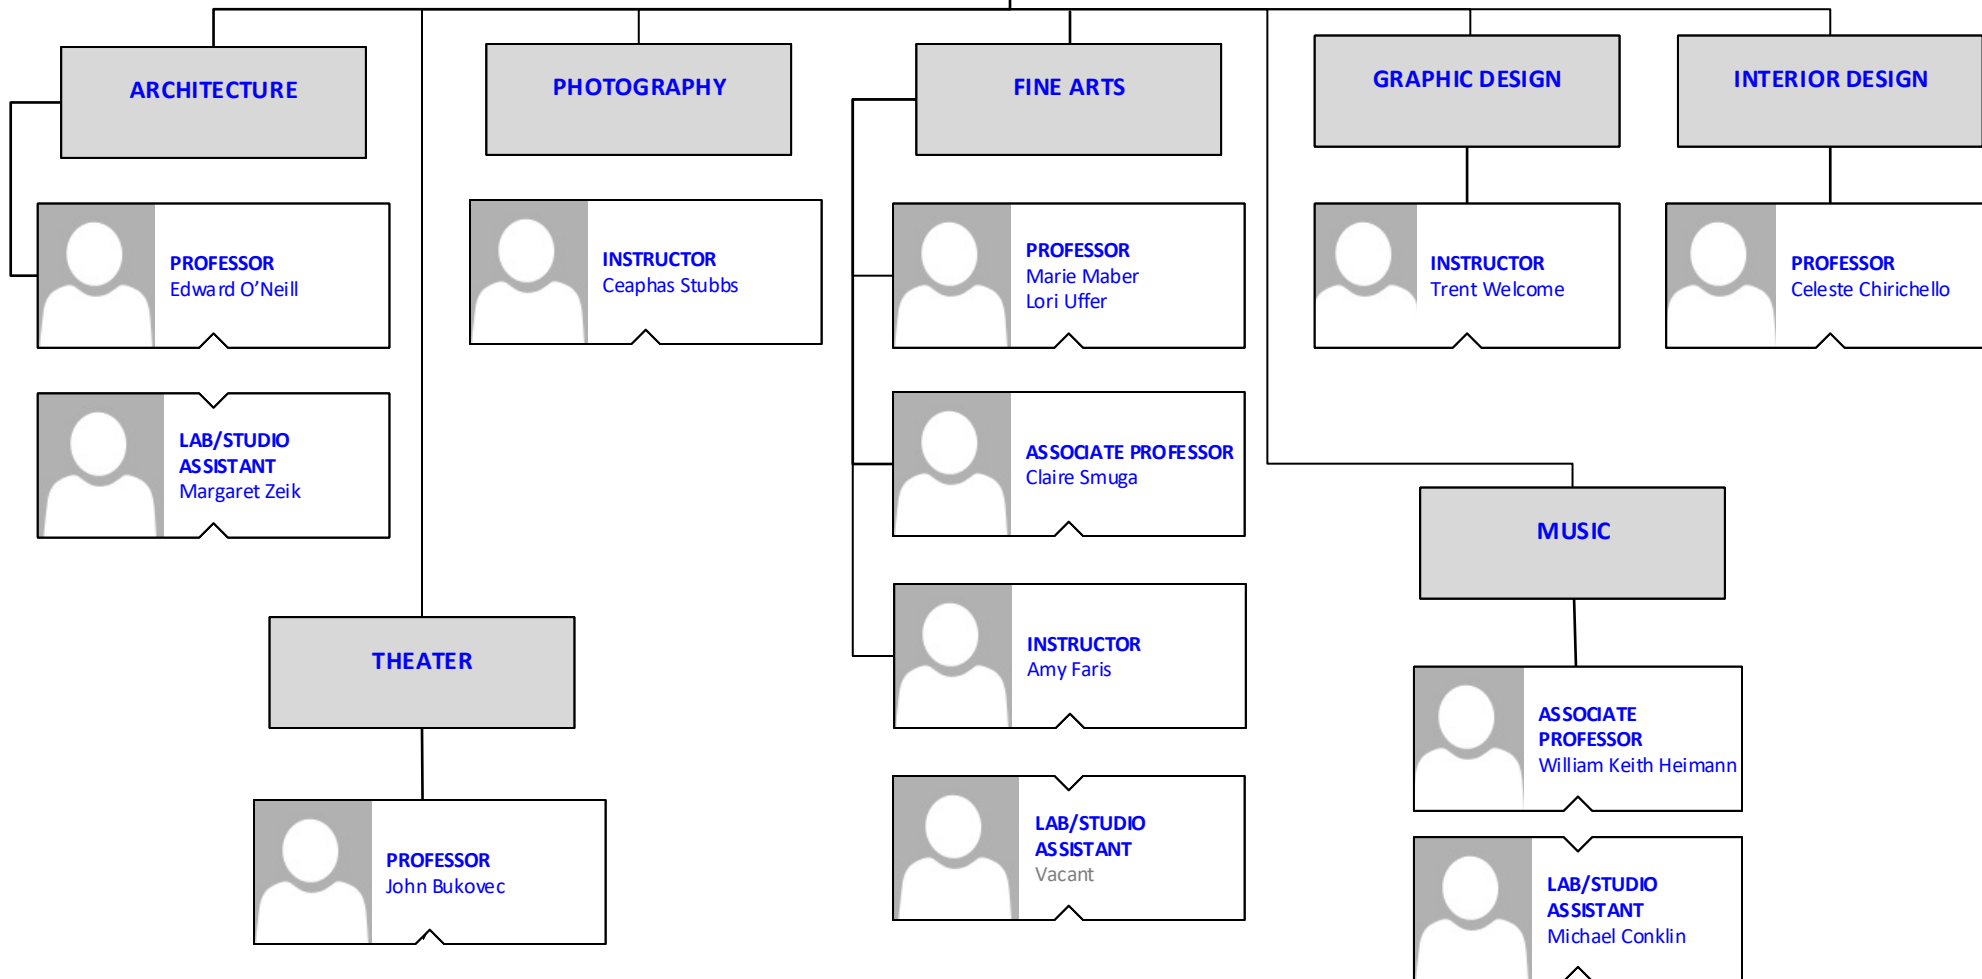 ARCHITECTURE
PROFESSOR
Edward O’Neill
LAB/STUDIO
ASSISTANT
Margaret Zeik
THEATER
PROFESSOR
John Bukovec
PHOTOGRAPHY
INSTRUCTOR
Ceaphas Stubbs
FINE ARTS
PROFESSOR
Marie Maber
Lori Uffer
ASSOCIATE PROFESSOR
Claire Smuga
INSTRUCTOR
Amy Faris
LAB/STUDIO
ASSISTANT
Vacant
GRAPHIC DESIGN
INSTRUCTOR
Trent Welcome
INTERIOR DESIGN
PROFESSOR
Celeste Chirichello
MUSIC
ASSOCIATE
PROFESSOR
William Keith Heimann
LAB/STUDIO
ASSISTANT
Michael Conklin